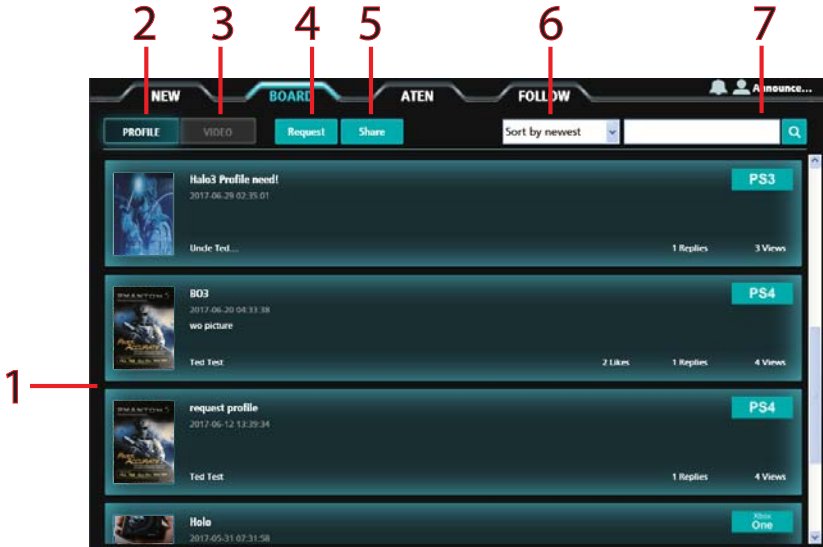 2 3 4 5 6 7
Announce...
NEW BOARD ATEN FOLLOW
PROFILE VIDEO Request Share Sort by newest
Halo3 Profile need! PS3
2017-06-29 02:35:01
Uncle Ted... 1 Replies 3 Views
BO3 PS4
2017-06-20 04:33:38
wo picture
Ted Test 2 Likes 1 Replies 4 Views
1
request profile PS4
2017-06-12 13:29:34
Ted Test 1 Replies 4 Views
Holo Xbox
One
2017-05-31 07:31:58